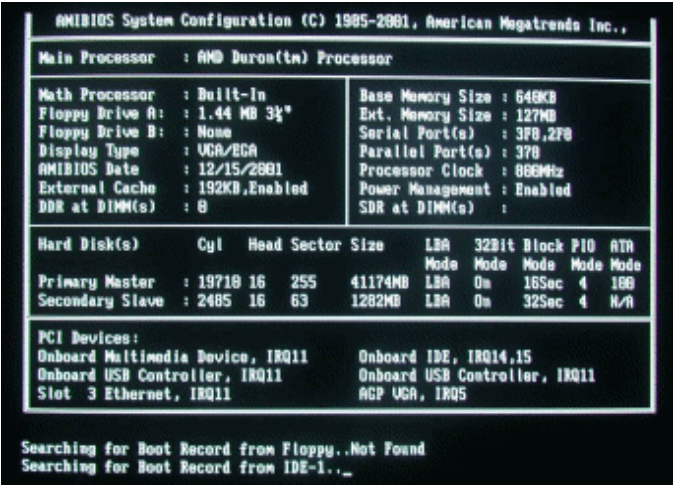 AMIBIOS System Configuration (C) 1985-2001, American Megatrends Inc.,
Main Processor : AMD Duron(tm) Processor
Math Processor : Built-In
Floppy Drive A: : 1.44 MB 3½"
Floppy Drive B: : None
Display Type : VGA/EGA
AMIBIOS Date : 12/15/2001
External Cache : 192KB,Enabled
DDR at DIMM(s) : 0
Base Memory Size : 640KB
Ext. Memory Size : 127MB
Serial Port(s) : 3F8,2F8
Parallel Port(s) : 378
Processor Clock : 800MHz
Power Management : Enabled
SDR at DIMM(s) :
Hard Disk(s) Cyl Head Sector Size LBA 32Bit Block PIO ATA
Mode Mode Mode Mode Mode
Primary Master : 19710 16 255 41174MB LBA On 16Sec 4 100
Secondary Slave : 2485 16 63 1282MB LBA On 32Sec 4 N/A
PCI Devices:
Onboard Multimedia Device, IRQ11
Onboard USB Controller, IRQ11
Slot 3 Ethernet, IRQ11
Onboard IDE, IRQ14,15
Onboard USB Controller, IRQ11
AGP VGA, IRQ5
Searching for Boot Record from Floppy..Not Found
Searching for Boot Record from IDE-1.._